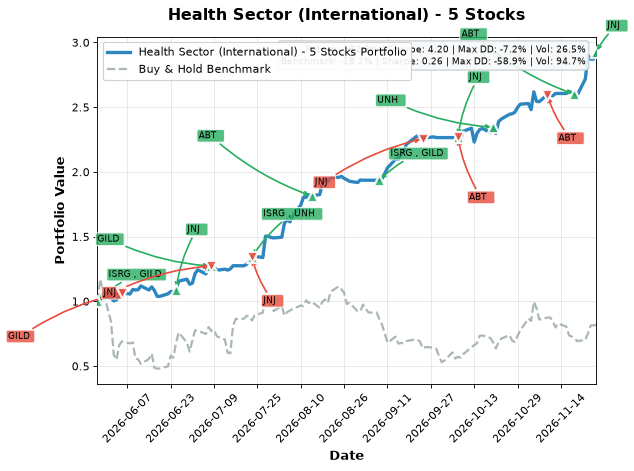 Health Sector (International) - 5 Stocks
JNJ
ABT
3.0
Health Sector (International) - 5 Stocks Portfolio
4.20 | Max DD: -7.2% | Vol: 26.5%
Buy & Hold Benchmark
0.26 | Max DD: -58.9% | Vol: 94.7%
JNJ
2.5
UNH
ABT
ABT
ISRG , GILD
2.0
JNJ
ABT
ISRG , UNH
1.5
JNJ
GILD
ISRG , GILD
JNJ
1.0
JNJ
GILD
0.5
Portfolio Value
2026-06-07
2026-06-23
2026-07-09
2026-07-25
2026-08-10
2026-08-26
2026-09-11
2026-09-27
2026-10-13
2026-10-29
2026-11-14
Date